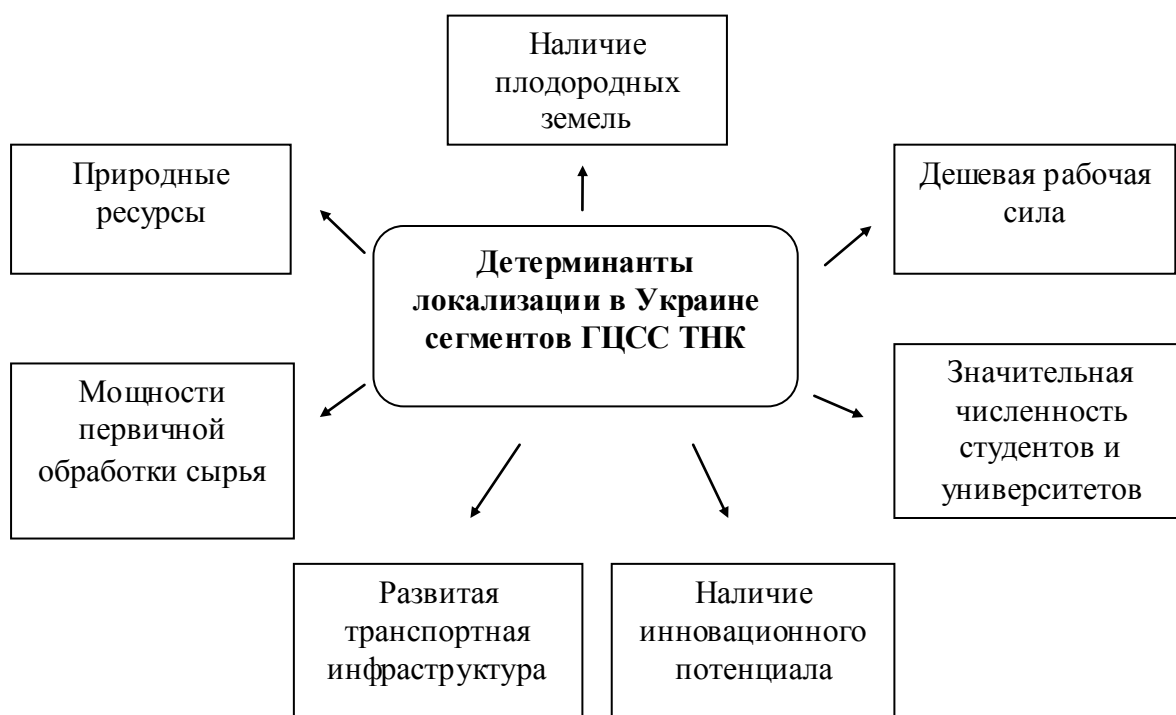 Наличие
плодородных
земель
Природные
ресурсы
Дешевая рабочая
сила
Детерминанты
локализации в Украине
сегментов ГЦСС ТНК
Мощности
первичной
обработки сырья
Значительная
численность
студентов и
университетов
Развитая
транспортная
инфраструктура
Наличие
инновационного
потенциала